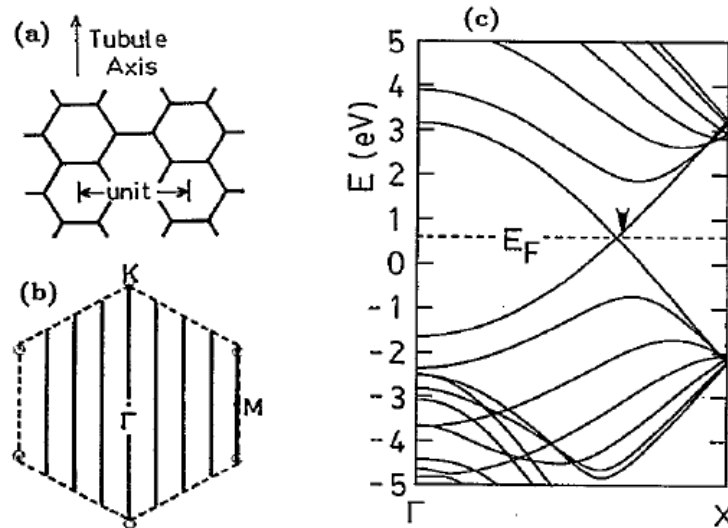 (a)
Tubule
Axis
unit
(b)
K
Γ
M
(c)
E (eV)
5
4
3
2
1
0
-1
-2
-3
-4
-5
E_F
Γ
X